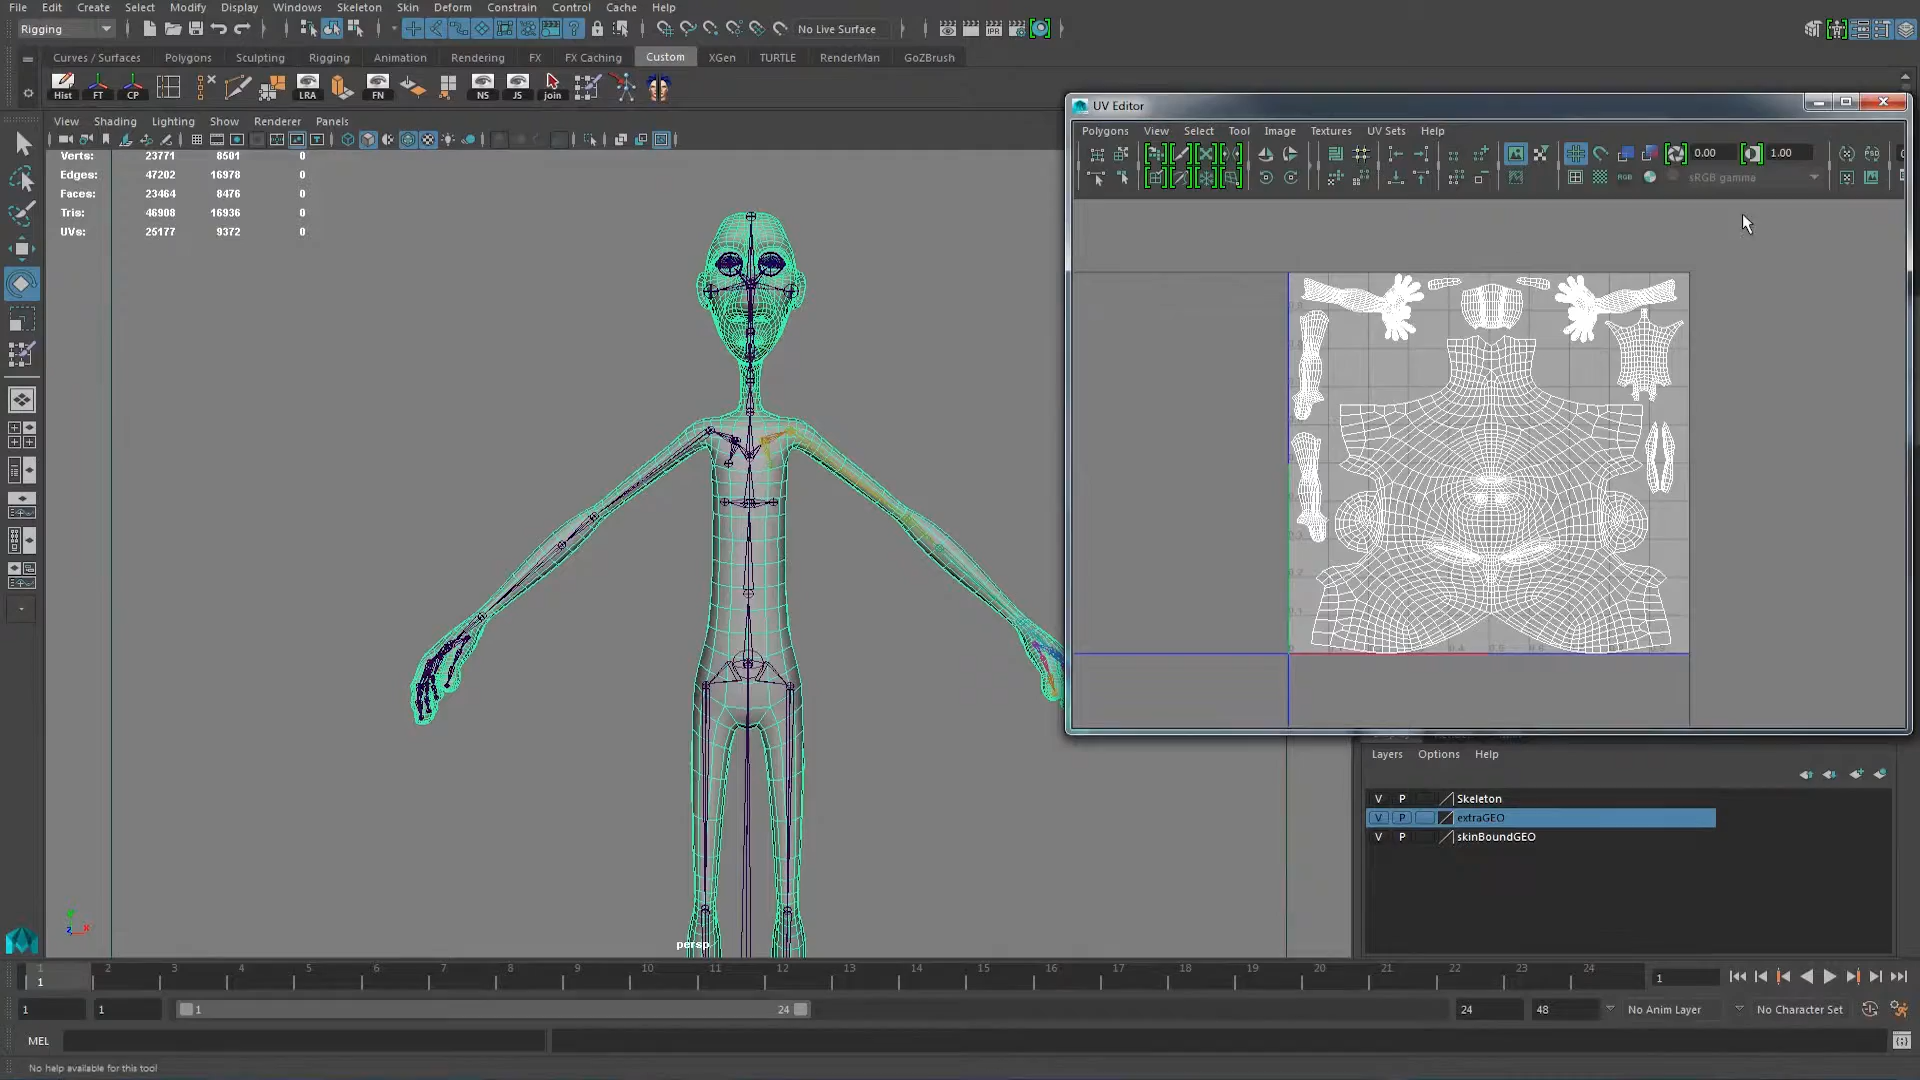 File Edit Create Select Modify Display Windows Skeleton Skin Deform Constrain Control Cache Help
Rigging No Live Surface IPR
Curves / Surfaces Polygons Sculpting Rigging Animation Rendering FX FX Caching Custom XGen TURTLE RenderMan GoZBrush
Hist FT CP LRA FN NS JS join
View Shading Lighting Show Renderer Panels
Verts: 23771 8501 0
Edges: 47202 16978 0
Faces: 23464 8476 0
Tris: 46908 16936 0
UVs: 25177 9372 0
persp
UV Editor
Polygons View Select Tool Image Textures UV Sets Help
0.00 1.00
RGB sRGB gamma
PSD
Layers Options Help
V P Skeleton
V P extraGEO
V P skinBoundGEO
1 2 3 4 5 6 7 8 9 10 11 12 13 14 15 16 17 18 19 20 21 22 23 24
1 1
1 1 1 24 24 48 No Anim Layer No Character Set
MEL
No help available for this tool